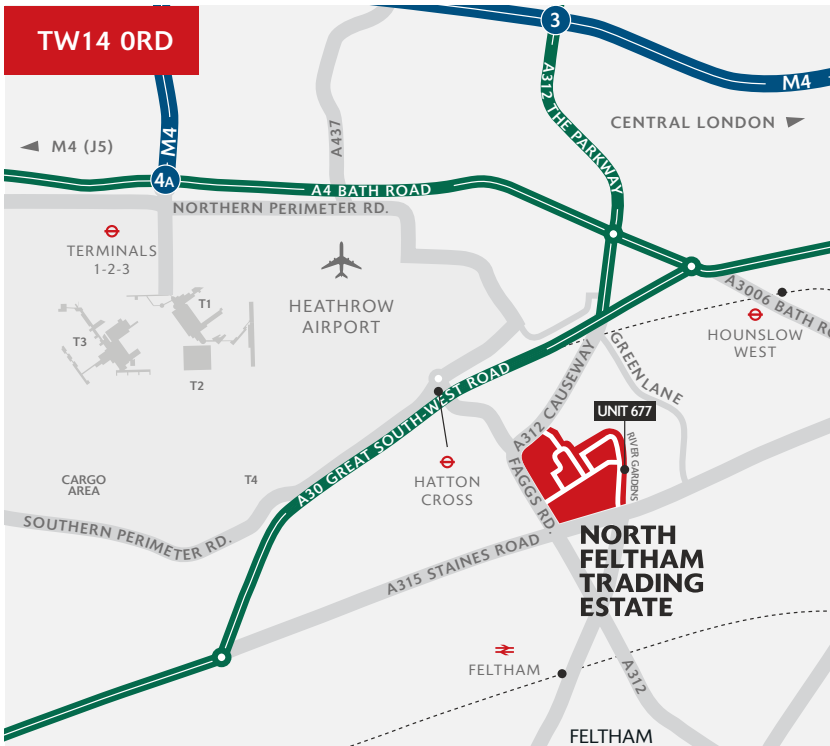 TW14 0RD
3
M4
M4
A312 THE PARKWAY
CENTRAL LONDON
M4 (J5)
A437
4A
A4 BATH ROAD
NORTHERN PERIMETER RD.
TERMINALS
1-2-3
HEATHROW
AIRPORT
T1
T3
T2
A3006 BATH RO
HOUNSLOW
WEST
GREENLANE
A312 CAUSEWAY
UNIT 677
RIVER GARDENS
A30 GREAT SOUTH-WEST ROAD
HATTON
CROSS
FAGGS RD.
CARGO
AREA
T4
SOUTHERN PERIMETER RD.
A315 STAINES ROAD
NORTH
FELTHAM
TRADING
ESTATE
FELTHAM
A312
FELTHAM